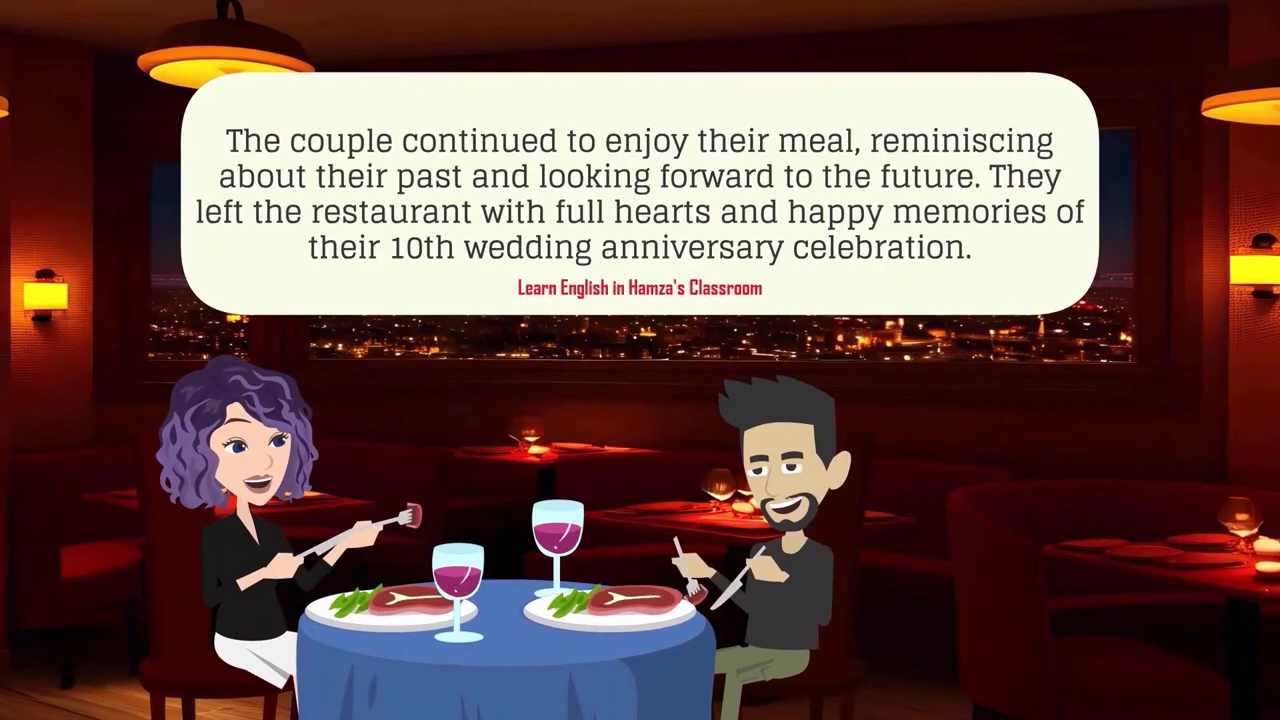 The couple continued to enjoy their meal, reminiscing
about their past and looking forward to the future. They
left the restaurant with full hearts and happy memories of
their 10th wedding anniversary celebration.
Learn English in Hamza's Classroom